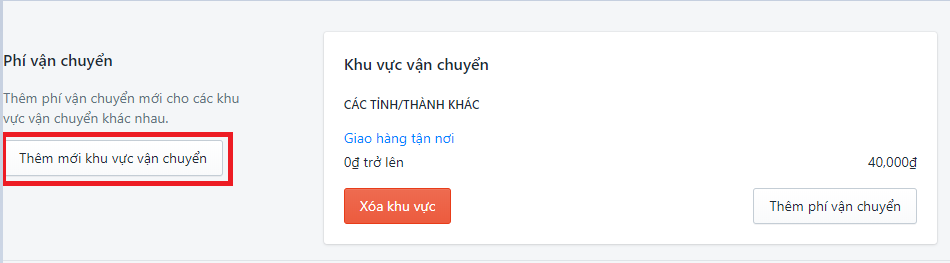 Phí vận chuyển
Thêm phí vận chuyển mới cho các khu
vực vận chuyển khác nhau.
Thêm mới khu vực vận chuyển
Khu vực vận chuyển
CÁC TỈNH/THÀNH KHÁC
Giao hàng tận nơi
0₫ trở lên 40,000₫
Xóa khu vực Thêm phí vận chuyển